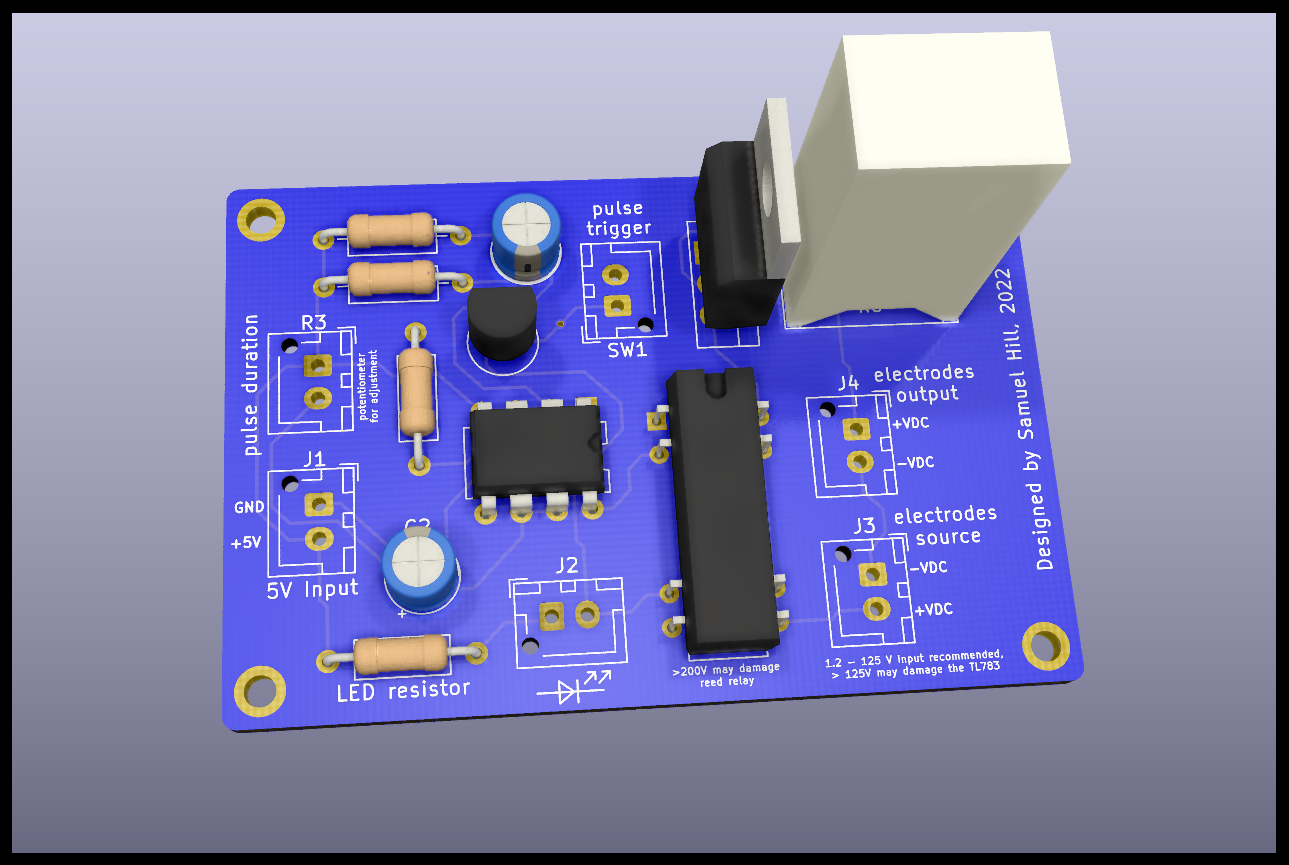 pulse
trigger
SW1
R3
pulse duration
potentiometer
for adjustment
J1
GND
+5V
5V Input
+
LED resistor
J2
>200V may damage
reed relay
J4
electrodes
output
+VDC
−VDC
J3
electrodes
source
−VDC
+VDC
1.2 – 125 V input recommended,
> 125V may damage the TL783
Designed by Samuel Hill, 2022